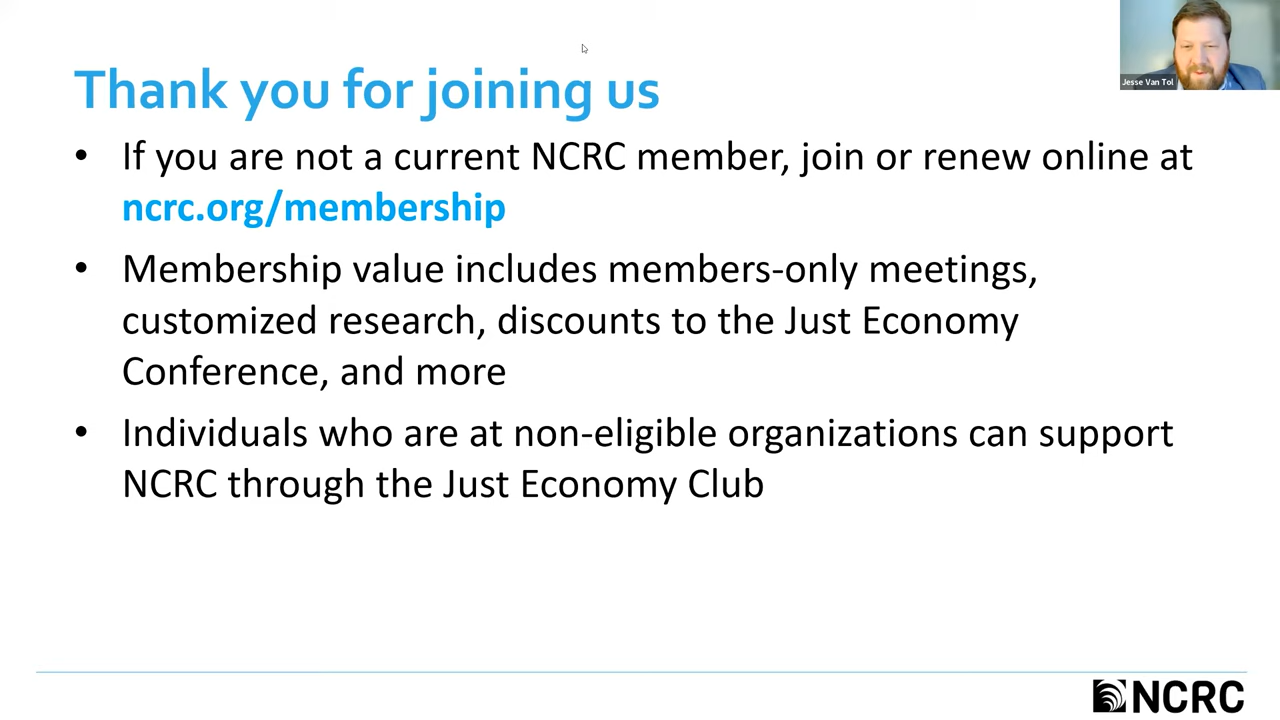 Thank you for joining us
Jesse Van Tol
• If you are not a current NCRC member, join or renew online at
ncrc.org/membership
• Membership value includes members-only meetings,
customized research, discounts to the Just Economy
Conference, and more
• Individuals who are at non-eligible organizations can support
NCRC through the Just Economy Club
NCRC